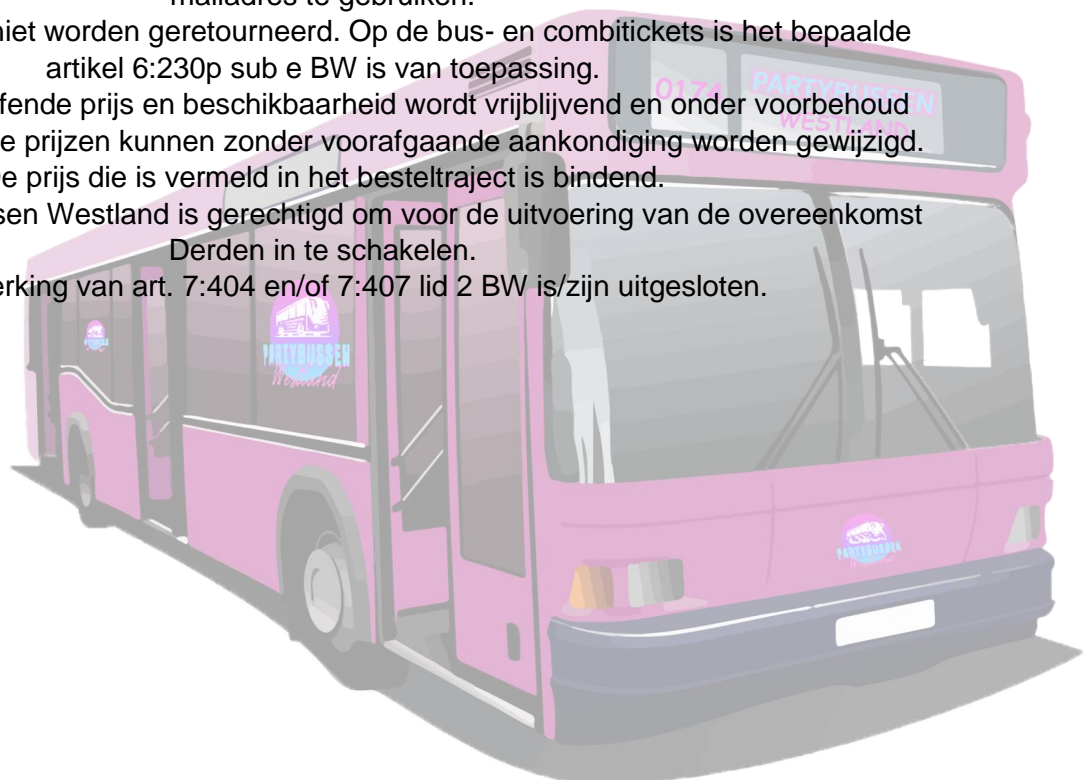 mailadres te gebruiken.
niet worden geretourneerd. Op de bus- en combitickets is het bepaalde
artikel 6:230p sub e BW is van toepassing.
fende prijs en beschikbaarheid wordt vrijblijvend en onder voorbehoud
e prijzen kunnen zonder voorafgaande aankondiging worden gewijzigd.
e prijs die is vermeld in het besteltraject is bindend.
sen Westland is gerechtigd om voor de uitvoering van de overeenkomst
Derden in te schakelen.
erking van art. 7:404 en/of 7:407 lid 2 BW is/zijn uitgesloten.
0174 PARTYBUSSEN
WESTLAND
PARTYBUSSEN
Westland
PARTYBUSSEN